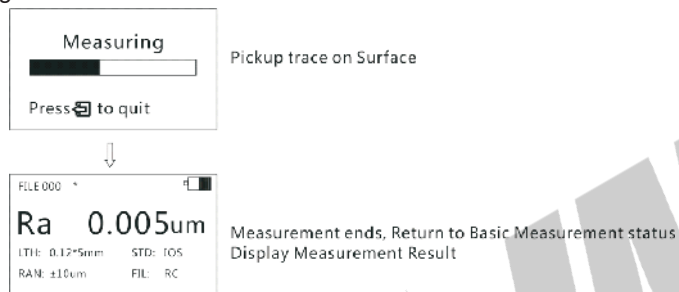 Measuring
Pickup trace on Surface
Press to quit
FILE 000 *
Ra 0.005um
Measurement ends, Return to Basic Measurement status
LTH: 0.12*5mm STD: IOS
Display Measurement Result
RAN: ±10um FIL: RC